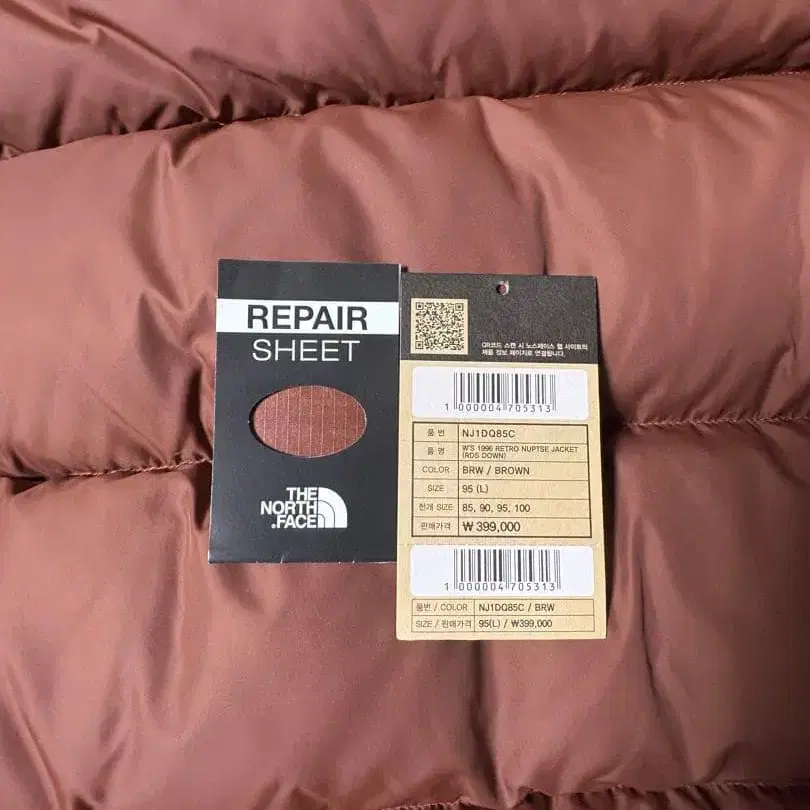 REPAIR
SHEET
THE
NORTH
FACE
QR코드 스캔 시 노스페이스 웹 사이트의
제품 정보 페이지로 연결됩니다.
1 000004 705313
품 번 NJ1DQ85C
품 명 W'S 1996 RETRO NUPTSE JACKET
(RDS DOWN)
COLOR BRW / BROWN
SIZE 95 (L)
전개 SIZE 85, 90, 95, 100
판매가격 ₩ 399,000
1 000004 705313
품번 / COLOR NJ1DQ85C / BRW
SIZE / 판매가격 95(L) / ₩399,000